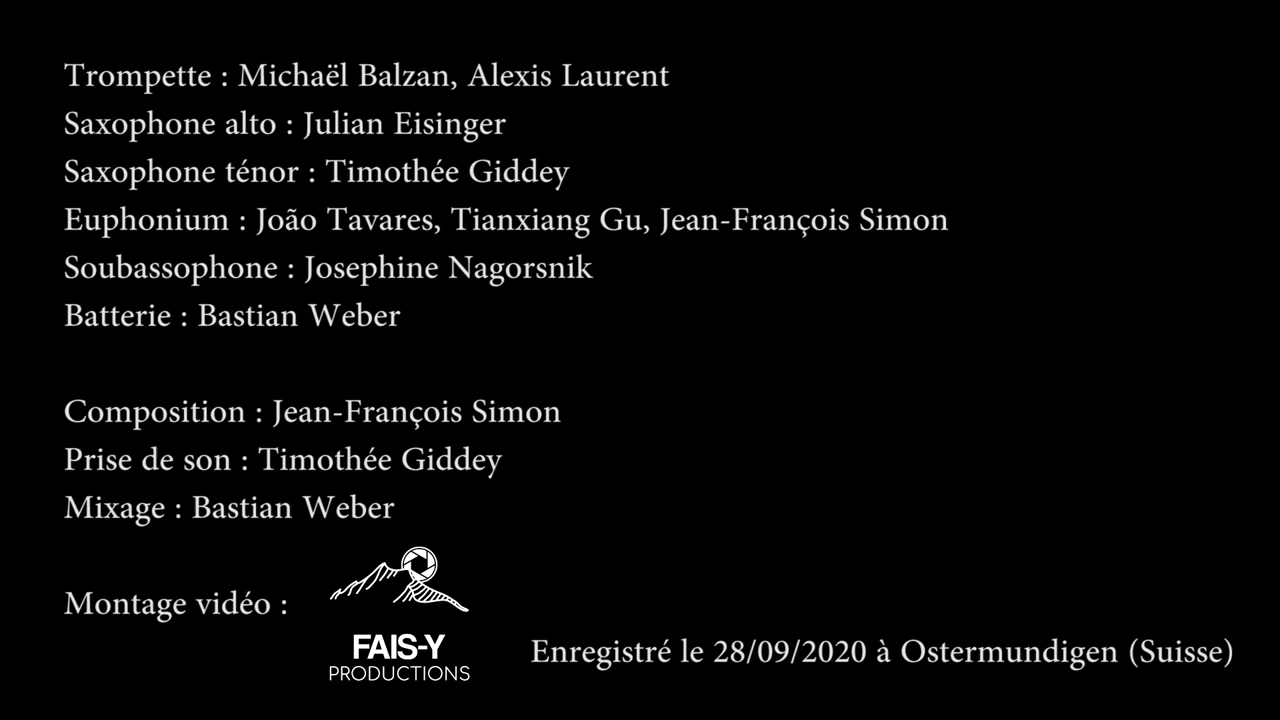 Trompette : Michaël Balzan, Alexis Laurent
Saxophone alto : Julian Eisinger
Saxophone ténor : Timothée Giddey
Euphonium : João Tavares, Tianxiang Gu, Jean-François Simon
Soubassophone : Josephine Nagorsnik
Batterie : Bastian Weber
Composition : Jean-François Simon
Prise de son : Timothée Giddey
Mixage : Bastian Weber
Montage vidéo :
FAIS-Y
PRODUCTIONS
Enregistré le 28/09/2020 à Ostermundigen (Suisse)